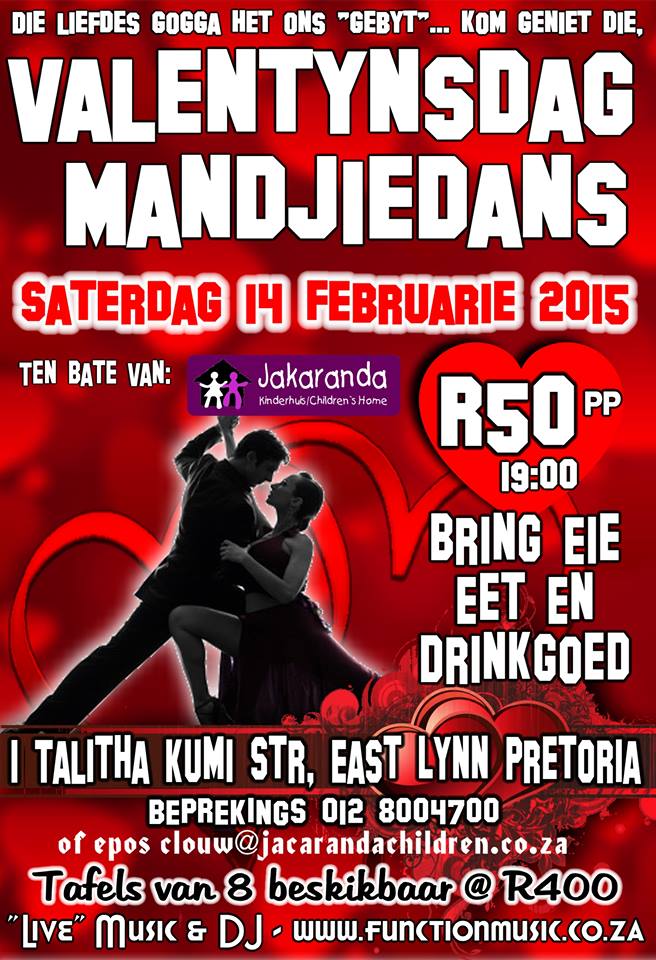 DIE LIEFDES GOGGA HET ONS "GEBYT"... KOM GENIET DIE,
VALENTYNSDAG
MANDJIEDANS
SATERDAG 14 FEBRUARIE 2015
TEN BATE VAN:
Jakaranda
Kinderhuis/Children's Home
R50 PP
19:00
BRING EIE
EET EN
DRINKGOED
1 TALITHA KUMI STR, EAST LYNN PRETORIA
BEPREKINGS 012 8004700
of epos clouw@jacarandachildren.co.za
Tafels van 8 beskikbaar @ R400
"LIVE" MUSIC & DJ - WWW.FUNCTIONMUSIC.CO.ZA